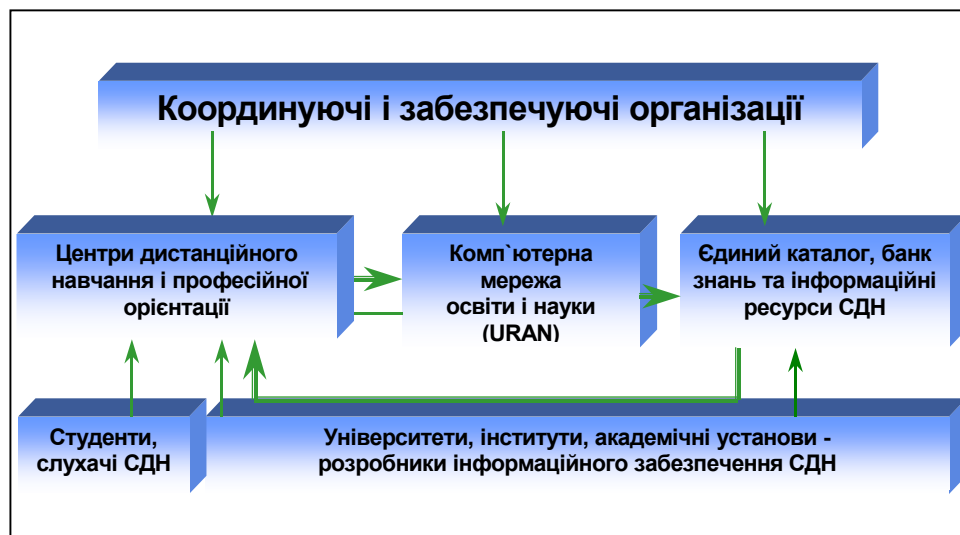 Координуючі і забезпечуючі організації
Центри дистанційного
навчання і професійної
орієнтації
Комп`ютерна
мережа
освіти і науки
(URAN)
Єдиний каталог, банк
знань та інформаційні
ресурси СДН
Студенти,
слухачі СДН
Університети, інститути, академічні установи -
розробники інформаційного забезпечення СДН